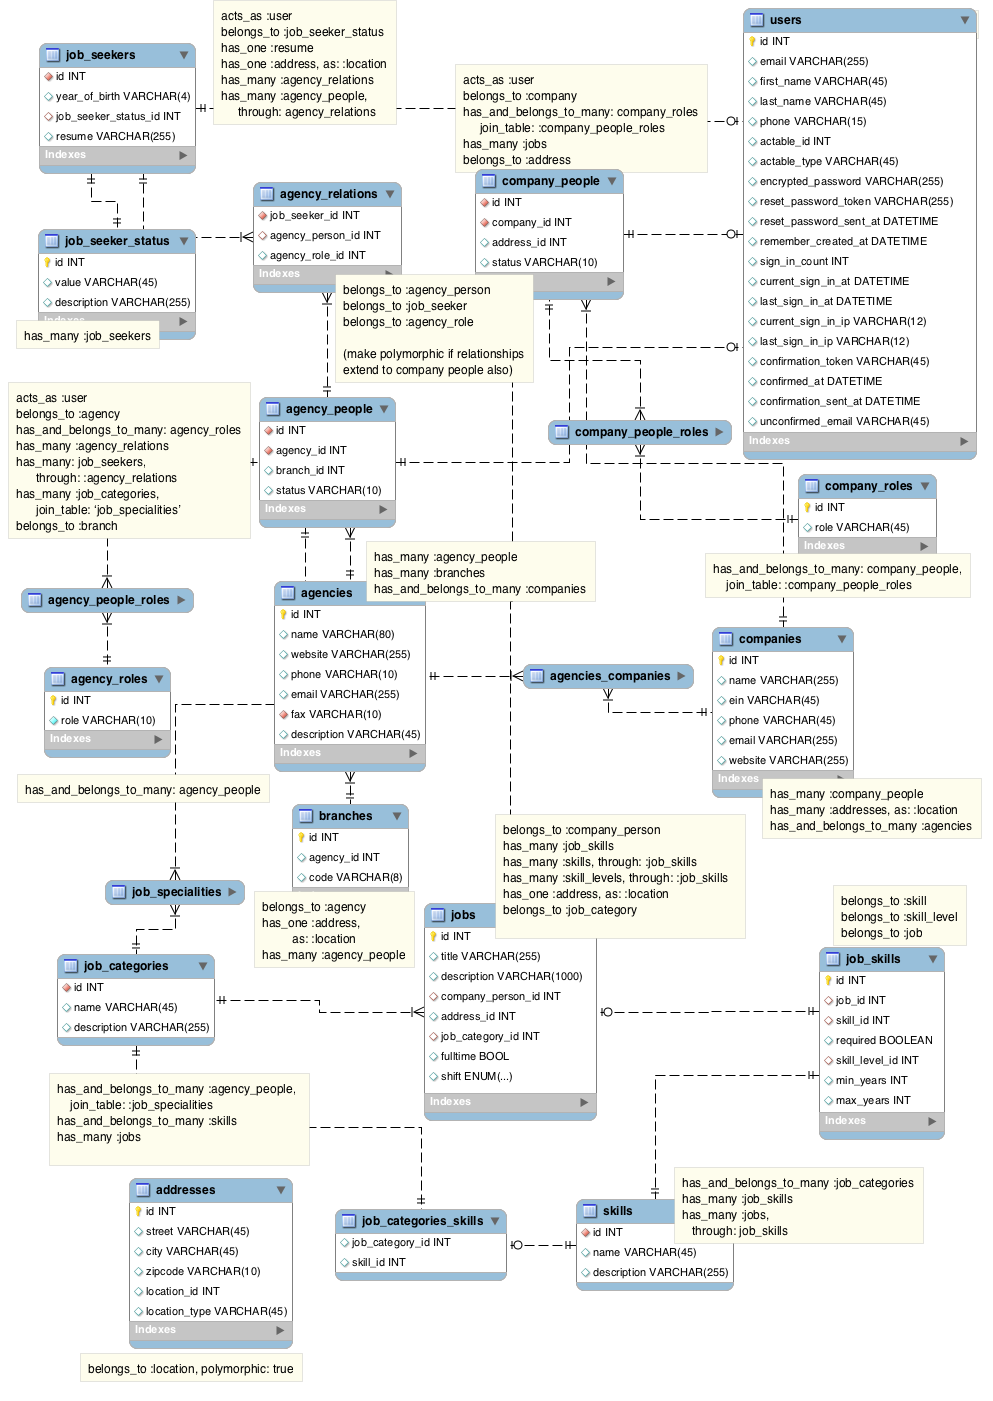 acts_as :user
belongs_to :job_seeker_status
has_one :resume
has_one :address, as: :location
has_many :agency_relations
has_many :agency_people,
through: agency_relations
job_seekers
id INT
year_of_birth VARCHAR(4)
job_seeker_status_id INT
resume VARCHAR(255)
Indexes
acts_as :user
belongs_to :company
has_and_belongs_to_many: company_roles
join_table: :company_people_roles
has_many :jobs
belongs_to :address
users
id INT
email VARCHAR(255)
first_name VARCHAR(45)
last_name VARCHAR(45)
phone VARCHAR(15)
actable_id INT
actable_type VARCHAR(45)
encrypted_password VARCHAR(255)
reset_password_token VARCHAR(255)
reset_password_sent_at DATETIME
remember_created_at DATETIME
sign_in_count INT
current_sign_in_at DATETIME
last_sign_in_at DATETIME
current_sign_in_ip VARCHAR(12)
last_sign_in_ip VARCHAR(12)
confirmation_token VARCHAR(45)
confirmed_at DATETIME
confirmation_sent_at DATETIME
unconfirmed_email VARCHAR(45)
Indexes
company_people
id INT
company_id INT
address_id INT
status VARCHAR(10)
agency_relations
job_seeker_id INT
agency_person_id INT
agency_role_id INT
Indexes
job_seeker_status
id INT
value VARCHAR(45)
description VARCHAR(255)
Indexes
has_many :job_seekers
belongs_to :agency_person
belongs_to :job_seeker
belongs_to :agency_role
(make polymorphic if relationships
extend to company people also)
acts_as :user
belongs_to :agency
has_and_belongs_to_many: agency_roles
has_many :agency_relations
has_many: job_seekers,
through: :agency_relations
has_many :job_categories,
join_table: ‘job_specialities’
belongs_to :branch
agency_people
id INT
agency_id INT
branch_id INT
status VARCHAR(10)
Indexes
company_people_roles
company_roles
id INT
role VARCHAR(45)
Indexes
has_and_belongs_to_many: company_people,
join_table: :company_people_roles
has_many :agency_people
has_many :branches
has_and_belongs_to_many :companies
agency_people_roles
agencies
id INT
name VARCHAR(80)
website VARCHAR(255)
phone VARCHAR(10)
email VARCHAR(255)
fax VARCHAR(10)
description VARCHAR(45)
Indexes
agency_roles
id INT
role VARCHAR(10)
Indexes
has_and_belongs_to_many: agency_people
agencies_companies
companies
id INT
name VARCHAR(255)
ein VARCHAR(45)
phone VARCHAR(45)
email VARCHAR(255)
website VARCHAR(255)
Indexes
has_many :company_people
has_many :addresses, as: :location
has_and_belongs_to_many :agencies
branches
id INT
agency_id INT
code VARCHAR(8)
belongs_to :agency
has_one :address,
as: :location
has_many :agency_people
belongs_to :company_person
has_many :job_skills
has_many :skills, through: :job_skills
has_many :skill_levels, through: :job_skills
has_one :address, as: :location
belongs_to :job_category
job_specialities
jobs
id INT
title VARCHAR(255)
description VARCHAR(1000)
company_person_id INT
address_id INT
job_category_id INT
fulltime BOOL
shift ENUM(...)
Indexes
belongs_to :skill
belongs_to :skill_level
belongs_to :job
job_skills
id INT
job_id INT
skill_id INT
required BOOLEAN
skill_level_id INT
min_years INT
max_years INT
Indexes
job_categories
id INT
name VARCHAR(45)
description VARCHAR(255)
has_and_belongs_to_many :agency_people,
join_table: :job_specialities
has_and_belongs_to_many :skills
has_many :jobs
addresses
id INT
street VARCHAR(45)
city VARCHAR(45)
zipcode VARCHAR(10)
location_id INT
location_type VARCHAR(45)
Indexes
belongs_to :location, polymorphic: true
job_categories_skills
job_category_id INT
skill_id INT
skills
id INT
name VARCHAR(45)
description VARCHAR(255)
has_and_belongs_to_many :job_categories
has_many :job_skills
has_many :jobs,
through: job_skills